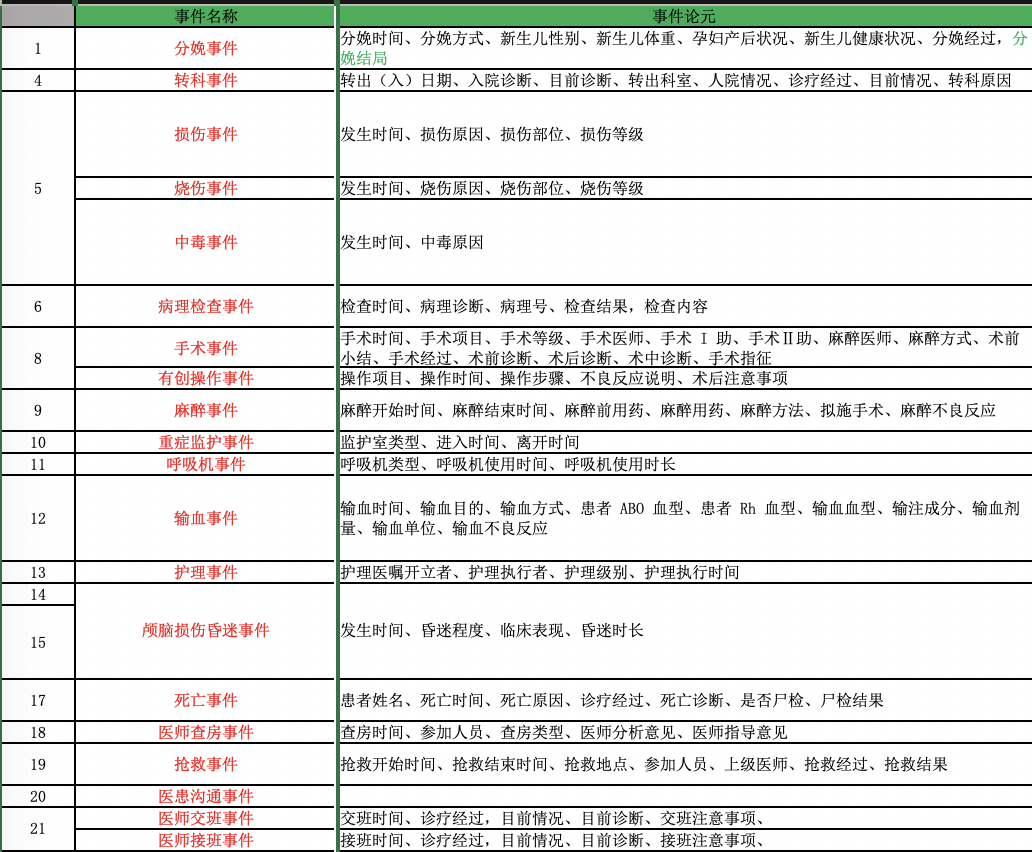 事件名称 事件论元
1 分娩事件 分娩时间、分娩方式、新生儿性别、新生儿体重、孕妇产后状况、新生儿健康状况、分娩经过，分
娩结局
4 转科事件 转出（入）日期、入院诊断、目前诊断、转出科室、人院情况、诊疗经过、目前情况、转科原因
损伤事件 发生时间、损伤原因、损伤部位、损伤等级
5 烧伤事件 发生时间、烧伤原因、烧伤部位、烧伤等级
中毒事件 发生时间、中毒原因
6 病理检查事件 检查时间、病理诊断、病理号、检查结果，检查内容
8 手术事件 手术时间、手术项目、手术等级、手术医师、手术 I 助、手术Ⅱ助、麻醉医师、麻醉方式、术前
小结、手术经过、术前诊断、术后诊断、术中诊断、手术指征
有创操作事件 操作项目、操作时间、操作步骤、不良反应说明、术后注意事项
9 麻醉事件 麻醉开始时间、麻醉结束时间、麻醉前用药、麻醉用药、麻醉方法、拟施手术、麻醉不良反应
10 重症监护事件 监护室类型、进入时间、离开时间
11 呼吸机事件 呼吸机类型、呼吸机使用时间、呼吸机使用时长
12 输血事件 输血时间、输血目的、输血方式、患者 ABO 血型、患者 Rh 血型、输血血型、输注成分、输血剂
量、输血单位、输血不良反应
13 护理事件 护理医嘱开立者、护理执行者、护理级别、护理执行时间
14
15 颅脑损伤昏迷事件 发生时间、昏迷程度、临床表现、昏迷时长
17 死亡事件 患者姓名、死亡时间、死亡原因、诊疗经过、死亡诊断、是否尸检、尸检结果
18 医师查房事件 查房时间、参加人员、查房类型、医师分析意见、医师指导意见
19 抢救事件 抢救开始时间、抢救结束时间、抢救地点、参加人员、上级医师、抢救经过、抢救结果
20 医患沟通事件
21 医师交班事件 交班时间、诊疗经过，目前情况、目前诊断、交班注意事项、
医师接班事件 接班时间、诊疗经过，目前情况、目前诊断、接班注意事项、